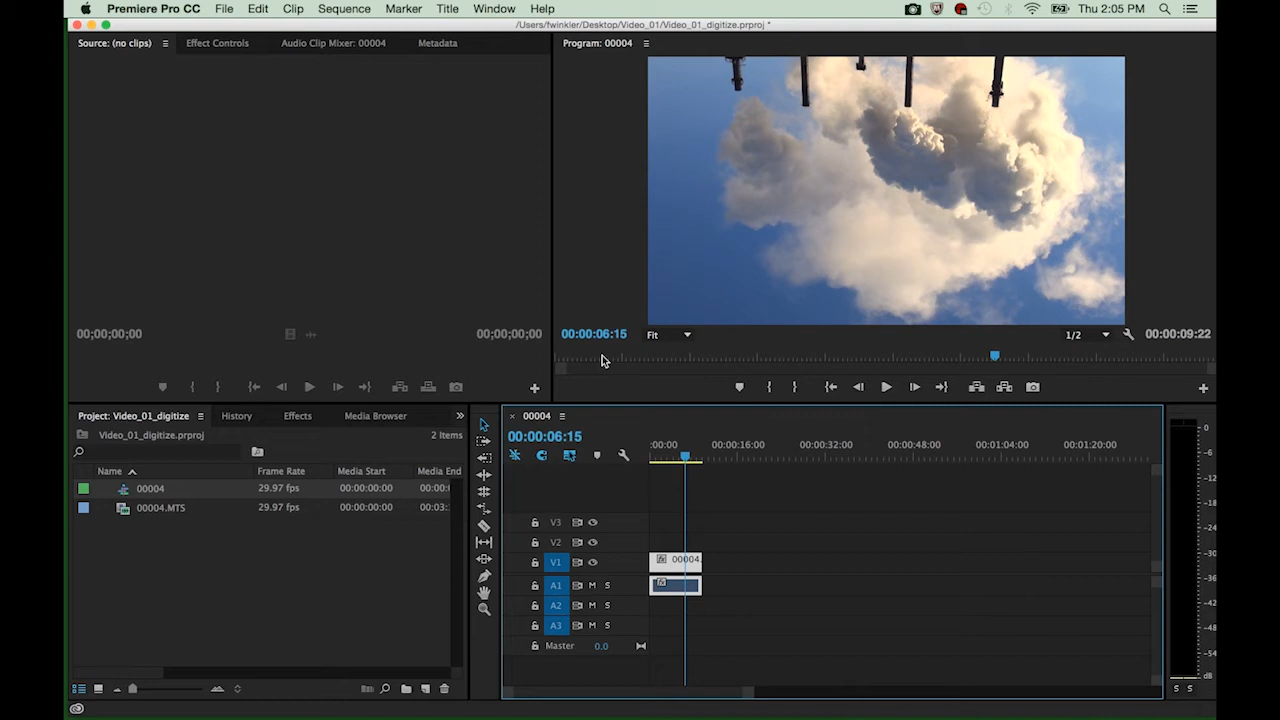 Premiere Pro CC File Edit Clip Sequence Marker Title Window Help Thu 2:05 PM
/Users/fwinkler/Desktop/Video_01/Video_01_digitize.prproj *
Source: (no clips) Effect Controls Audio Clip Mixer: 00004 Metadata
Program: 00004
00;00;00;00 00;00;00;00
00:00:06:15 Fit 1/2 00:00:09:22
Project: Video_01_digitize History Effects Media Browser »
Video_01_digitize.prproj 2 Items
Name Frame Rate Media Start Media End
00004 29.97 fps 00:00:00:00 00:00:
00004.MTS 29.97 fps 00:00:00:00 00:03:
× 00004
00:00:06:15
:00:00 00:00:16:00 00:00:32:00 00:00:48:00 00:01:04:00 00:01:20:00
V3
V2
V1 fx 00004.
A1 M S fx
A2 M S
A3 M S
Master 0.0
0
-6
-12
-18
-24
-30
-36
-42
-48
-54
dB
S S